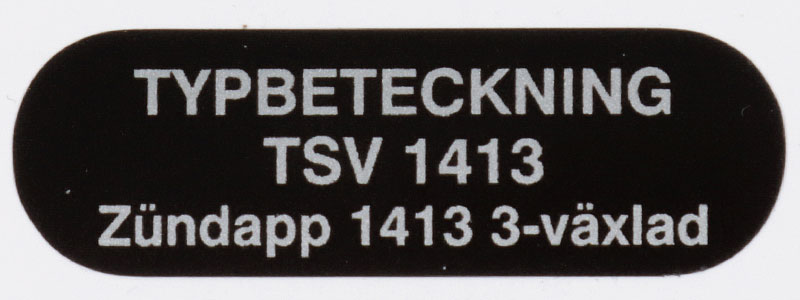 TYPBETECKNING
TSV 1413
Zündapp 1413 3-växlad